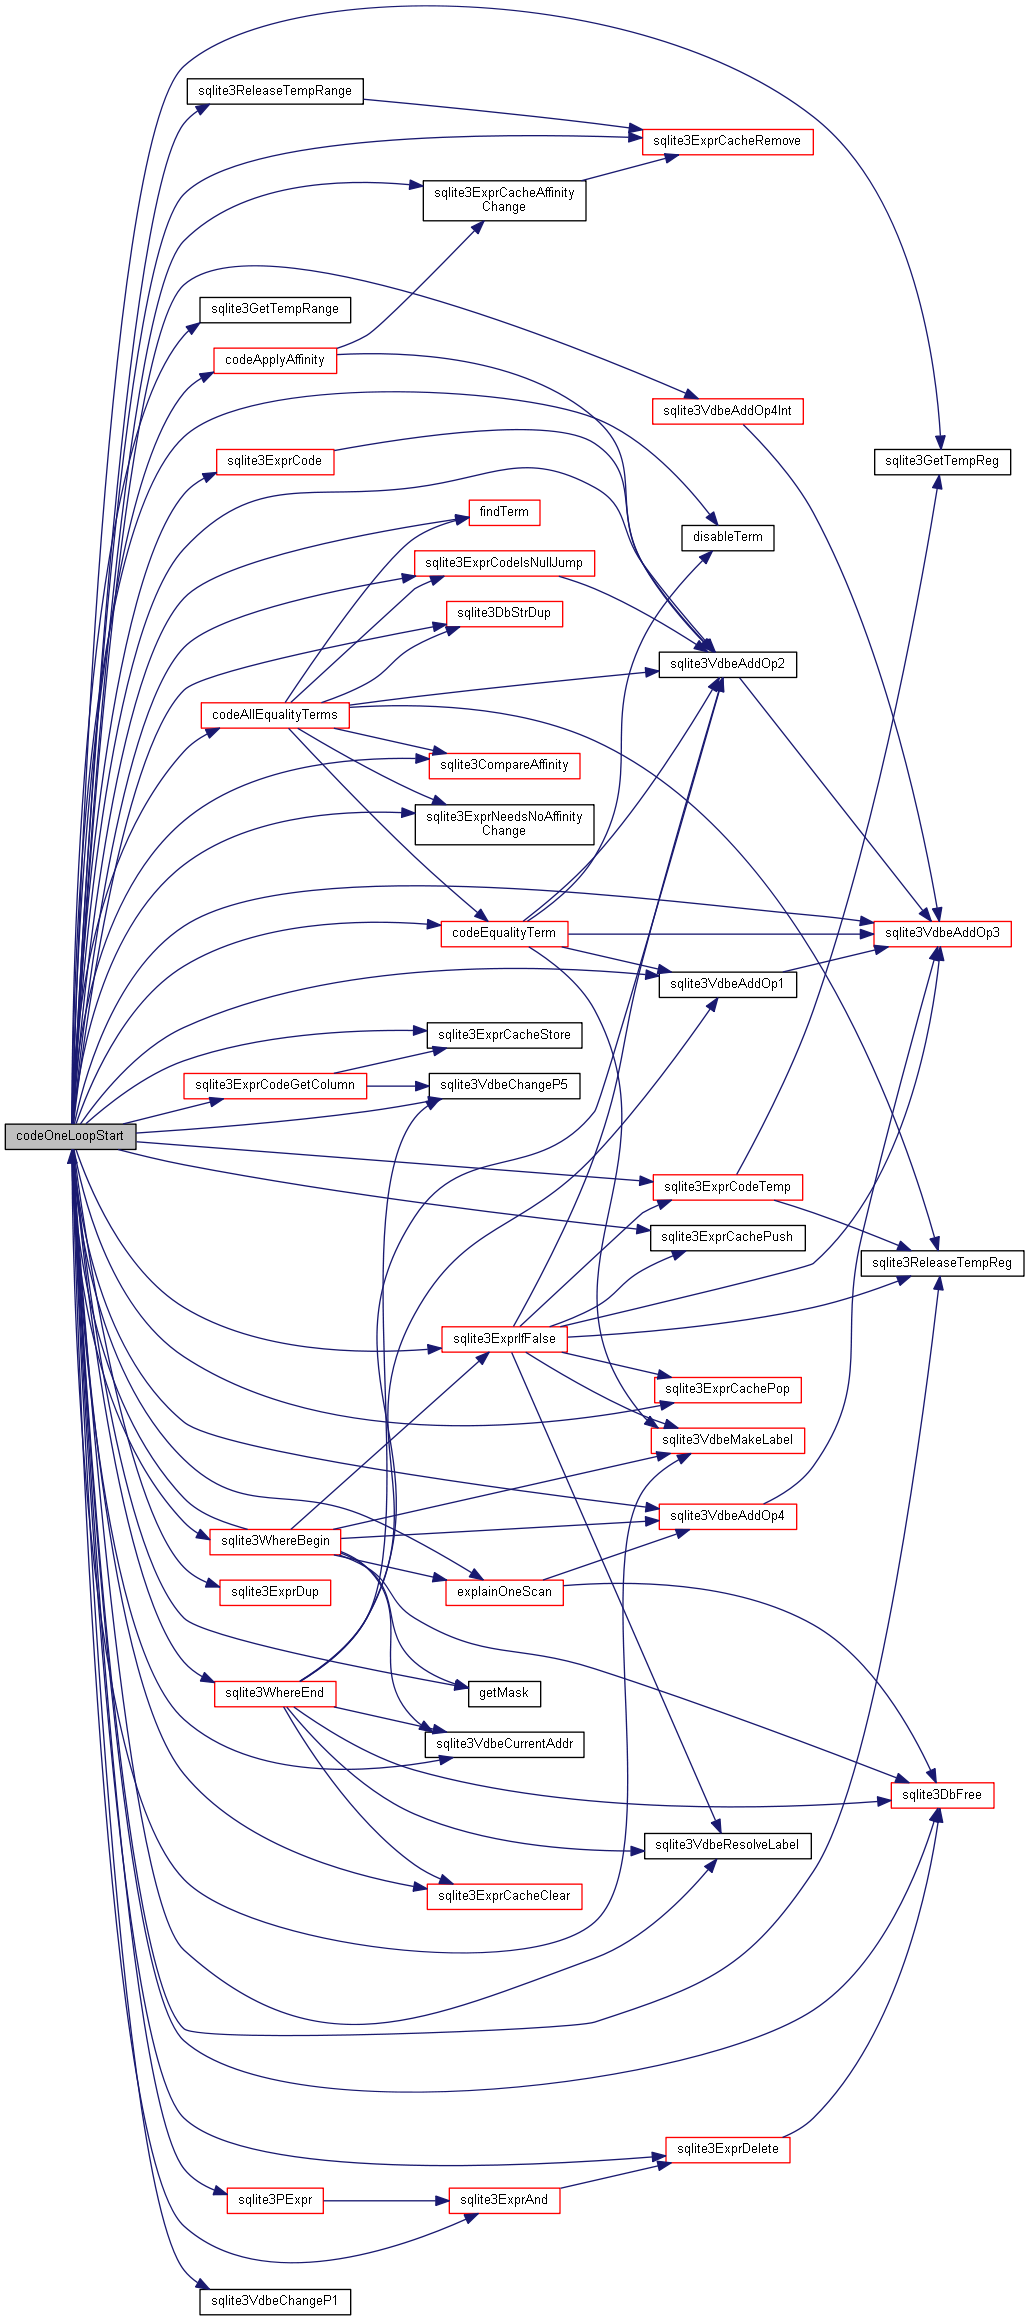 sqlite3ReleaseTempRange
sqlite3ExprCacheRemove
sqlite3ExprCacheAffinity
Change
sqlite3GetTempRange
codeApplyAffinity
sqlite3VdbeAddOp4Int
sqlite3ExprCode
sqlite3GetTempReg
findTerm
disableTerm
sqlite3ExprCodeIsNullJump
sqlite3DbStrDup
sqlite3VdbeAddOp2
codeAllEqualityTerms
sqlite3CompareAffinity
sqlite3ExprNeedsNoAffinity
Change
codeEqualityTerm
sqlite3VdbeAddOp3
sqlite3VdbeAddOp1
sqlite3ExprCacheStore
sqlite3ExprCodeGetColumn
sqlite3VdbeChangeP5
codeOneLoopStart
sqlite3ExprCodeTemp
sqlite3ExprCachePush
sqlite3ReleaseTempReg
sqlite3ExprIfFalse
sqlite3ExprCachePop
sqlite3VdbeMakeLabel
sqlite3VdbeAddOp4
sqlite3WhereBegin
explainOneScan
sqlite3ExprDup
sqlite3WhereEnd
getMask
sqlite3VdbeCurrentAddr
sqlite3DbFree
sqlite3VdbeResolveLabel
sqlite3ExprCacheClear
sqlite3ExprDelete
sqlite3PExpr
sqlite3ExprAnd
sqlite3VdbeChangeP1